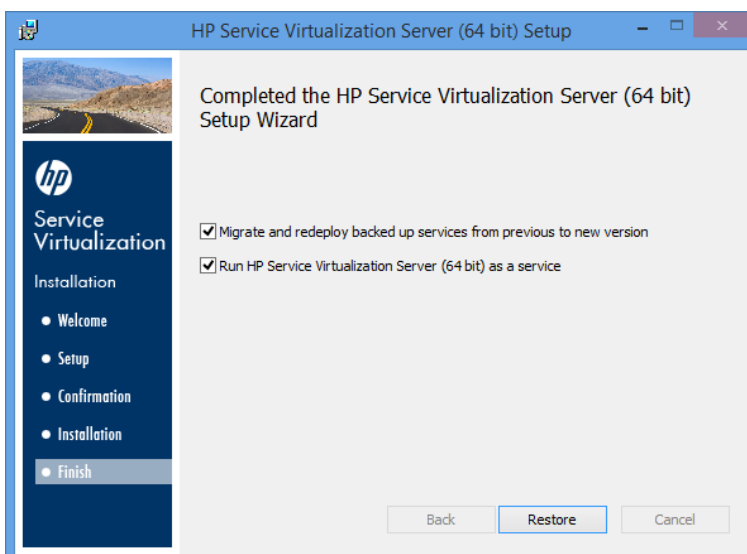 HP Service Virtualization Server (64 bit) Setup
Completed the HP Service Virtualization Server (64 bit)
Setup Wizard
hp
Service
Virtualization
Installation
Welcome
Setup
Confirmation
Installation
Finish
Migrate and redeploy backed up services from previous to new version
Run HP Service Virtualization Server (64 bit) as a service
Back
Restore
Cancel